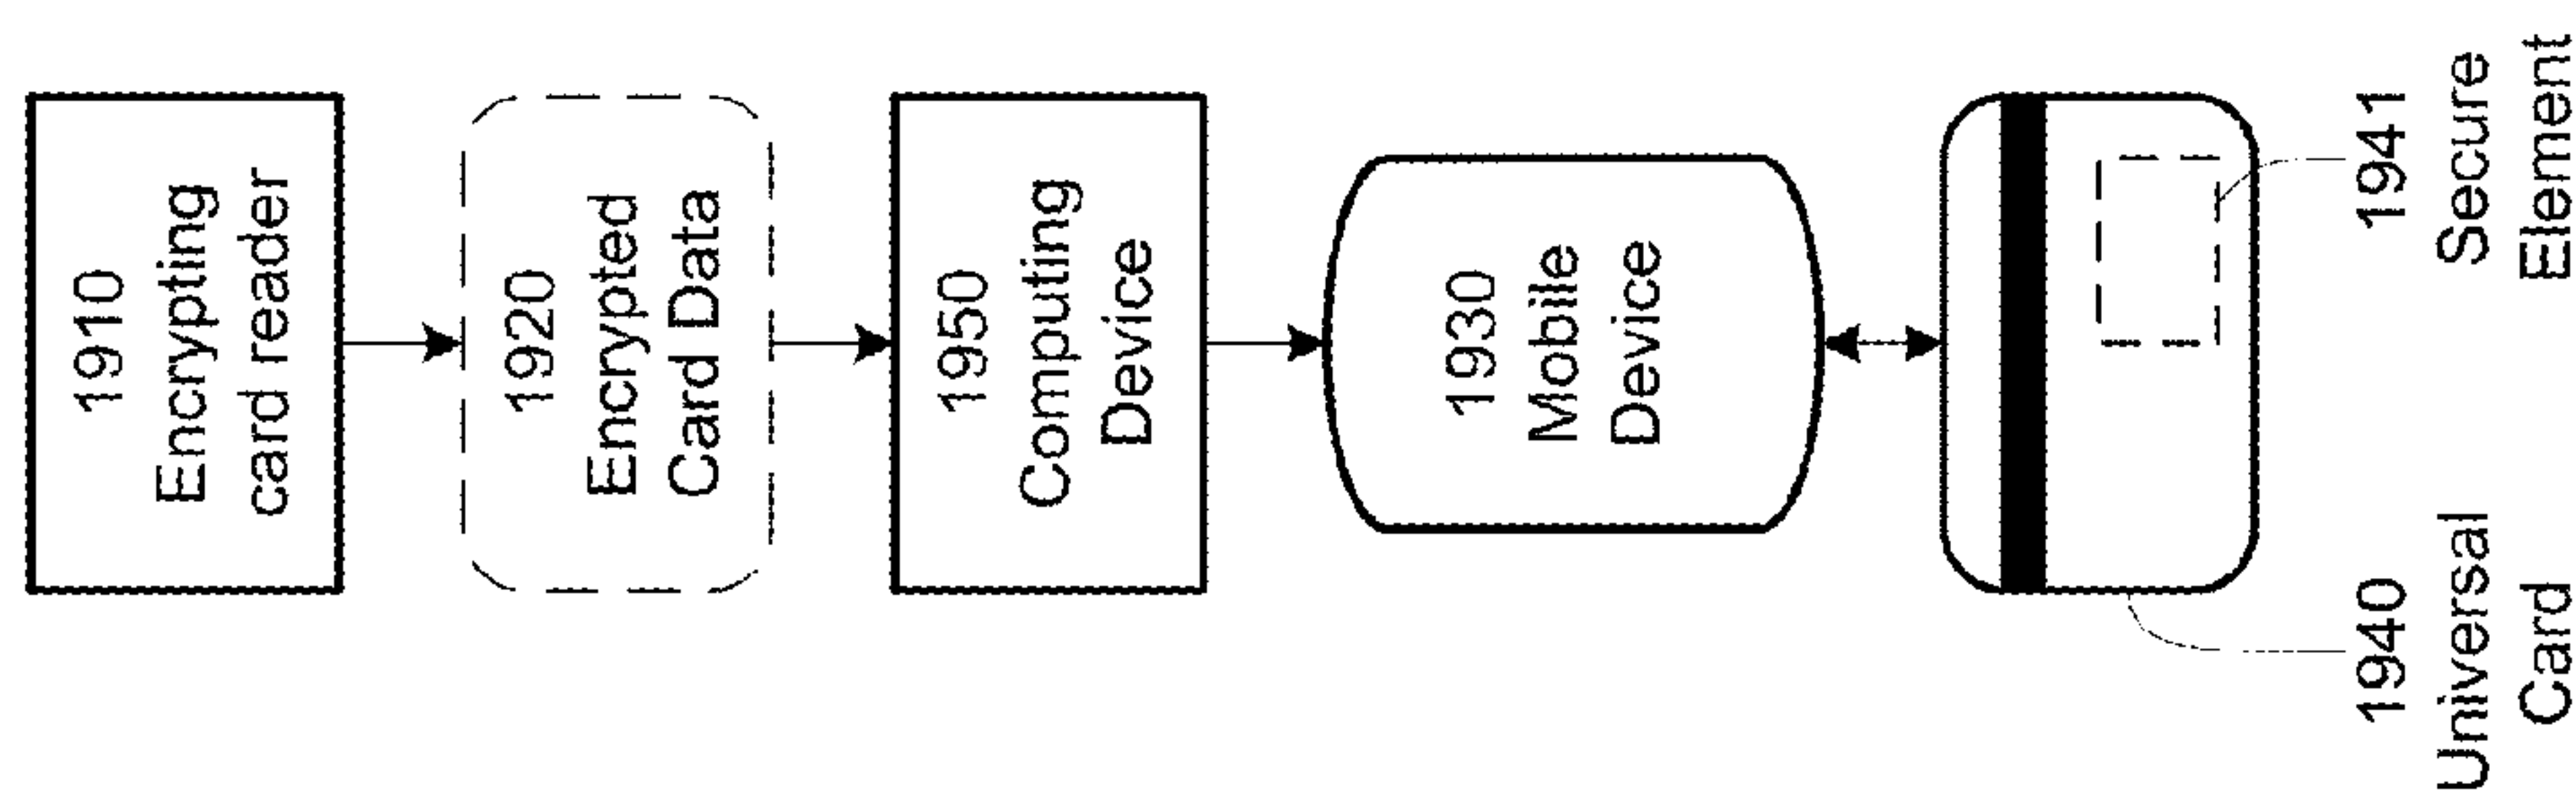 1910
Encrypting
card reader
1920
Encrypted
Card Data
1950
Computing
Device
1930
Mobile
Device
1940
Universal
Card
1941
Secure
Element